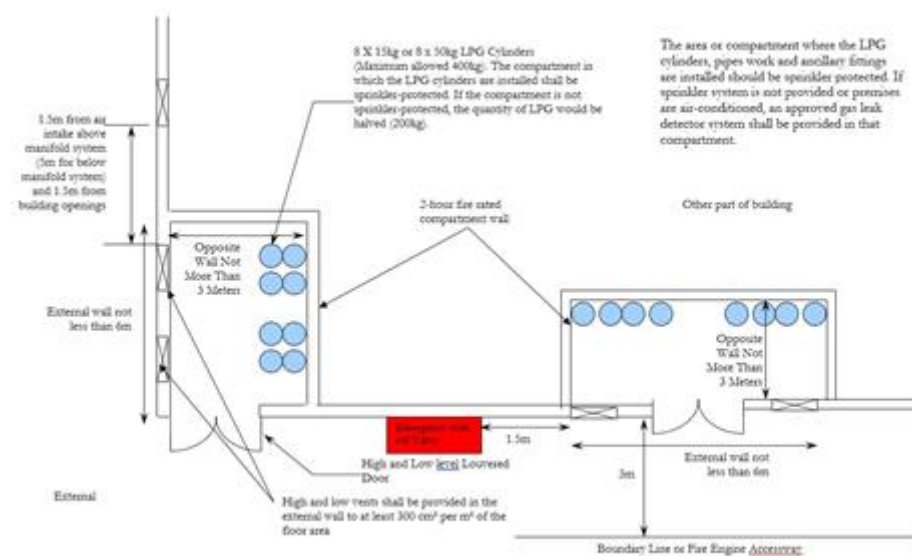 8 X 15kg or 8 x 50kg LPG Cylinders
(Maximum allowed 400kg). The compartment in
which the LPG cylinders are installed shall be
sprinkler-protected. If the compartment is not
sprinkler-protected, the quantity of LPG would be
halved (200kg).
The area or compartment where the LPG
cylinders, pipes work and ancillary fittings
are installed should be sprinkler protected. If
sprinkler system is not provided or premises
are air-conditioned, an approved gas leak
detector system shall be provided in that
compartment.
1.5m from air
intake above
manifold system
(5m for below
manifold system)
and 1.5m from
building openings
2-hour fire rated
compartment wall
Other part of building
Opposite
Wall Not
More Than
3 Meters
External wall not
less than 6m
Opposite
Wall Not
More Than
3 Meters
Emergency
1.5m
High and Low level Louvered
Door
3m
External wall not
less than 6m
External
High and low vents shall be provided in the
external wall to at least 300 cm² per m² of the
floor area
Boundary Line or Fire Engine Accessway